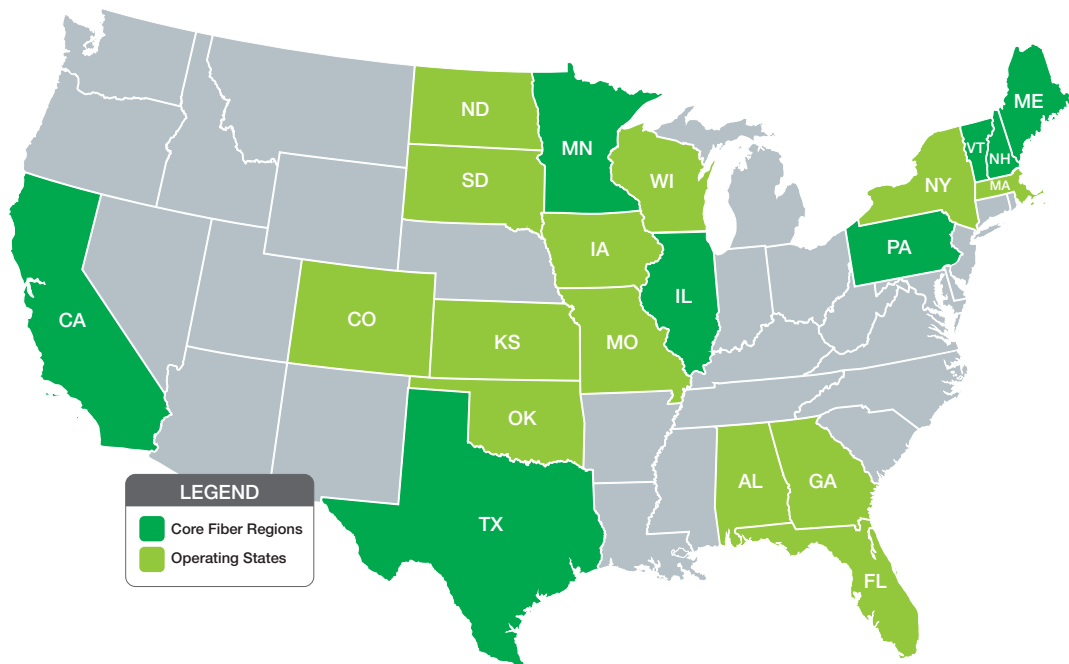 ND
MN
ME
VT
NH
SD
WI
NY
MA
IA
PA
IL
CA
CO
KS
MO
OK
AL
GA
LEGEND
Core Fiber Regions
TX
Operating States
FL